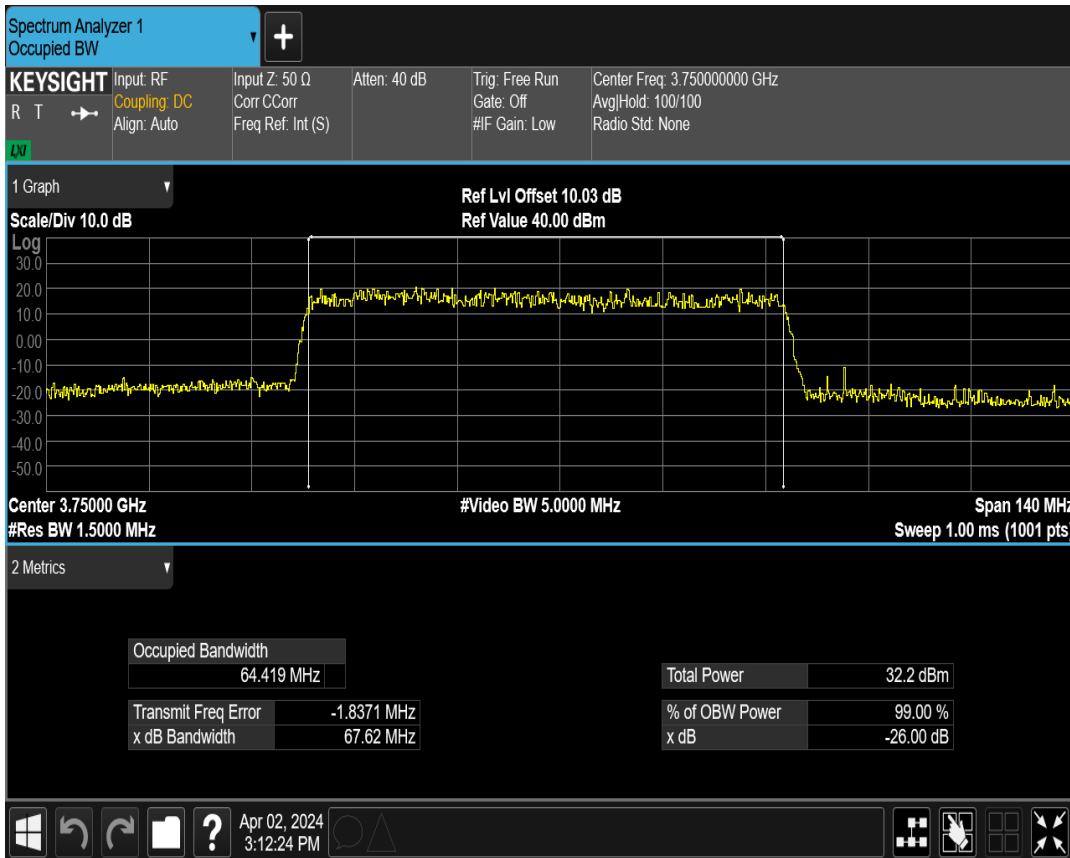 Spectrum Analyzer 1
Occupied BW
KEYSIGHT
R T
LXI
Input: RF
Coupling: DC
Align: Auto
Input Z: 50 Ω
Corr CCorr
Freq Ref: Int (S)
Atten: 40 dB
Trig: Free Run
Gate: Off
#IF Gain: Low
Center Freq: 3.750000000 GHz
Avg|Hold: 100/100
Radio Std: None
1 Graph
Scale/Div 10.0 dB
Ref Lvl Offset 10.03 dB
Ref Value 40.00 dBm
Log
30.0
20.0
10.0
0.00
-10.0
-20.0
-30.0
-40.0
-50.0
Center 3.75000 GHz
#Video BW 5.0000 MHz
Span 140 MHz
#Res BW 1.5000 MHz
Sweep 1.00 ms (1001 pts)
2 Metrics
Occupied Bandwidth
64.419 MHz
Total Power 32.2 dBm
Transmit Freq Error -1.8371 MHz
% of OBW Power 99.00 %
x dB Bandwidth 67.62 MHz
x dB -26.00 dB
?
Apr 02, 2024
3:12:24 PM